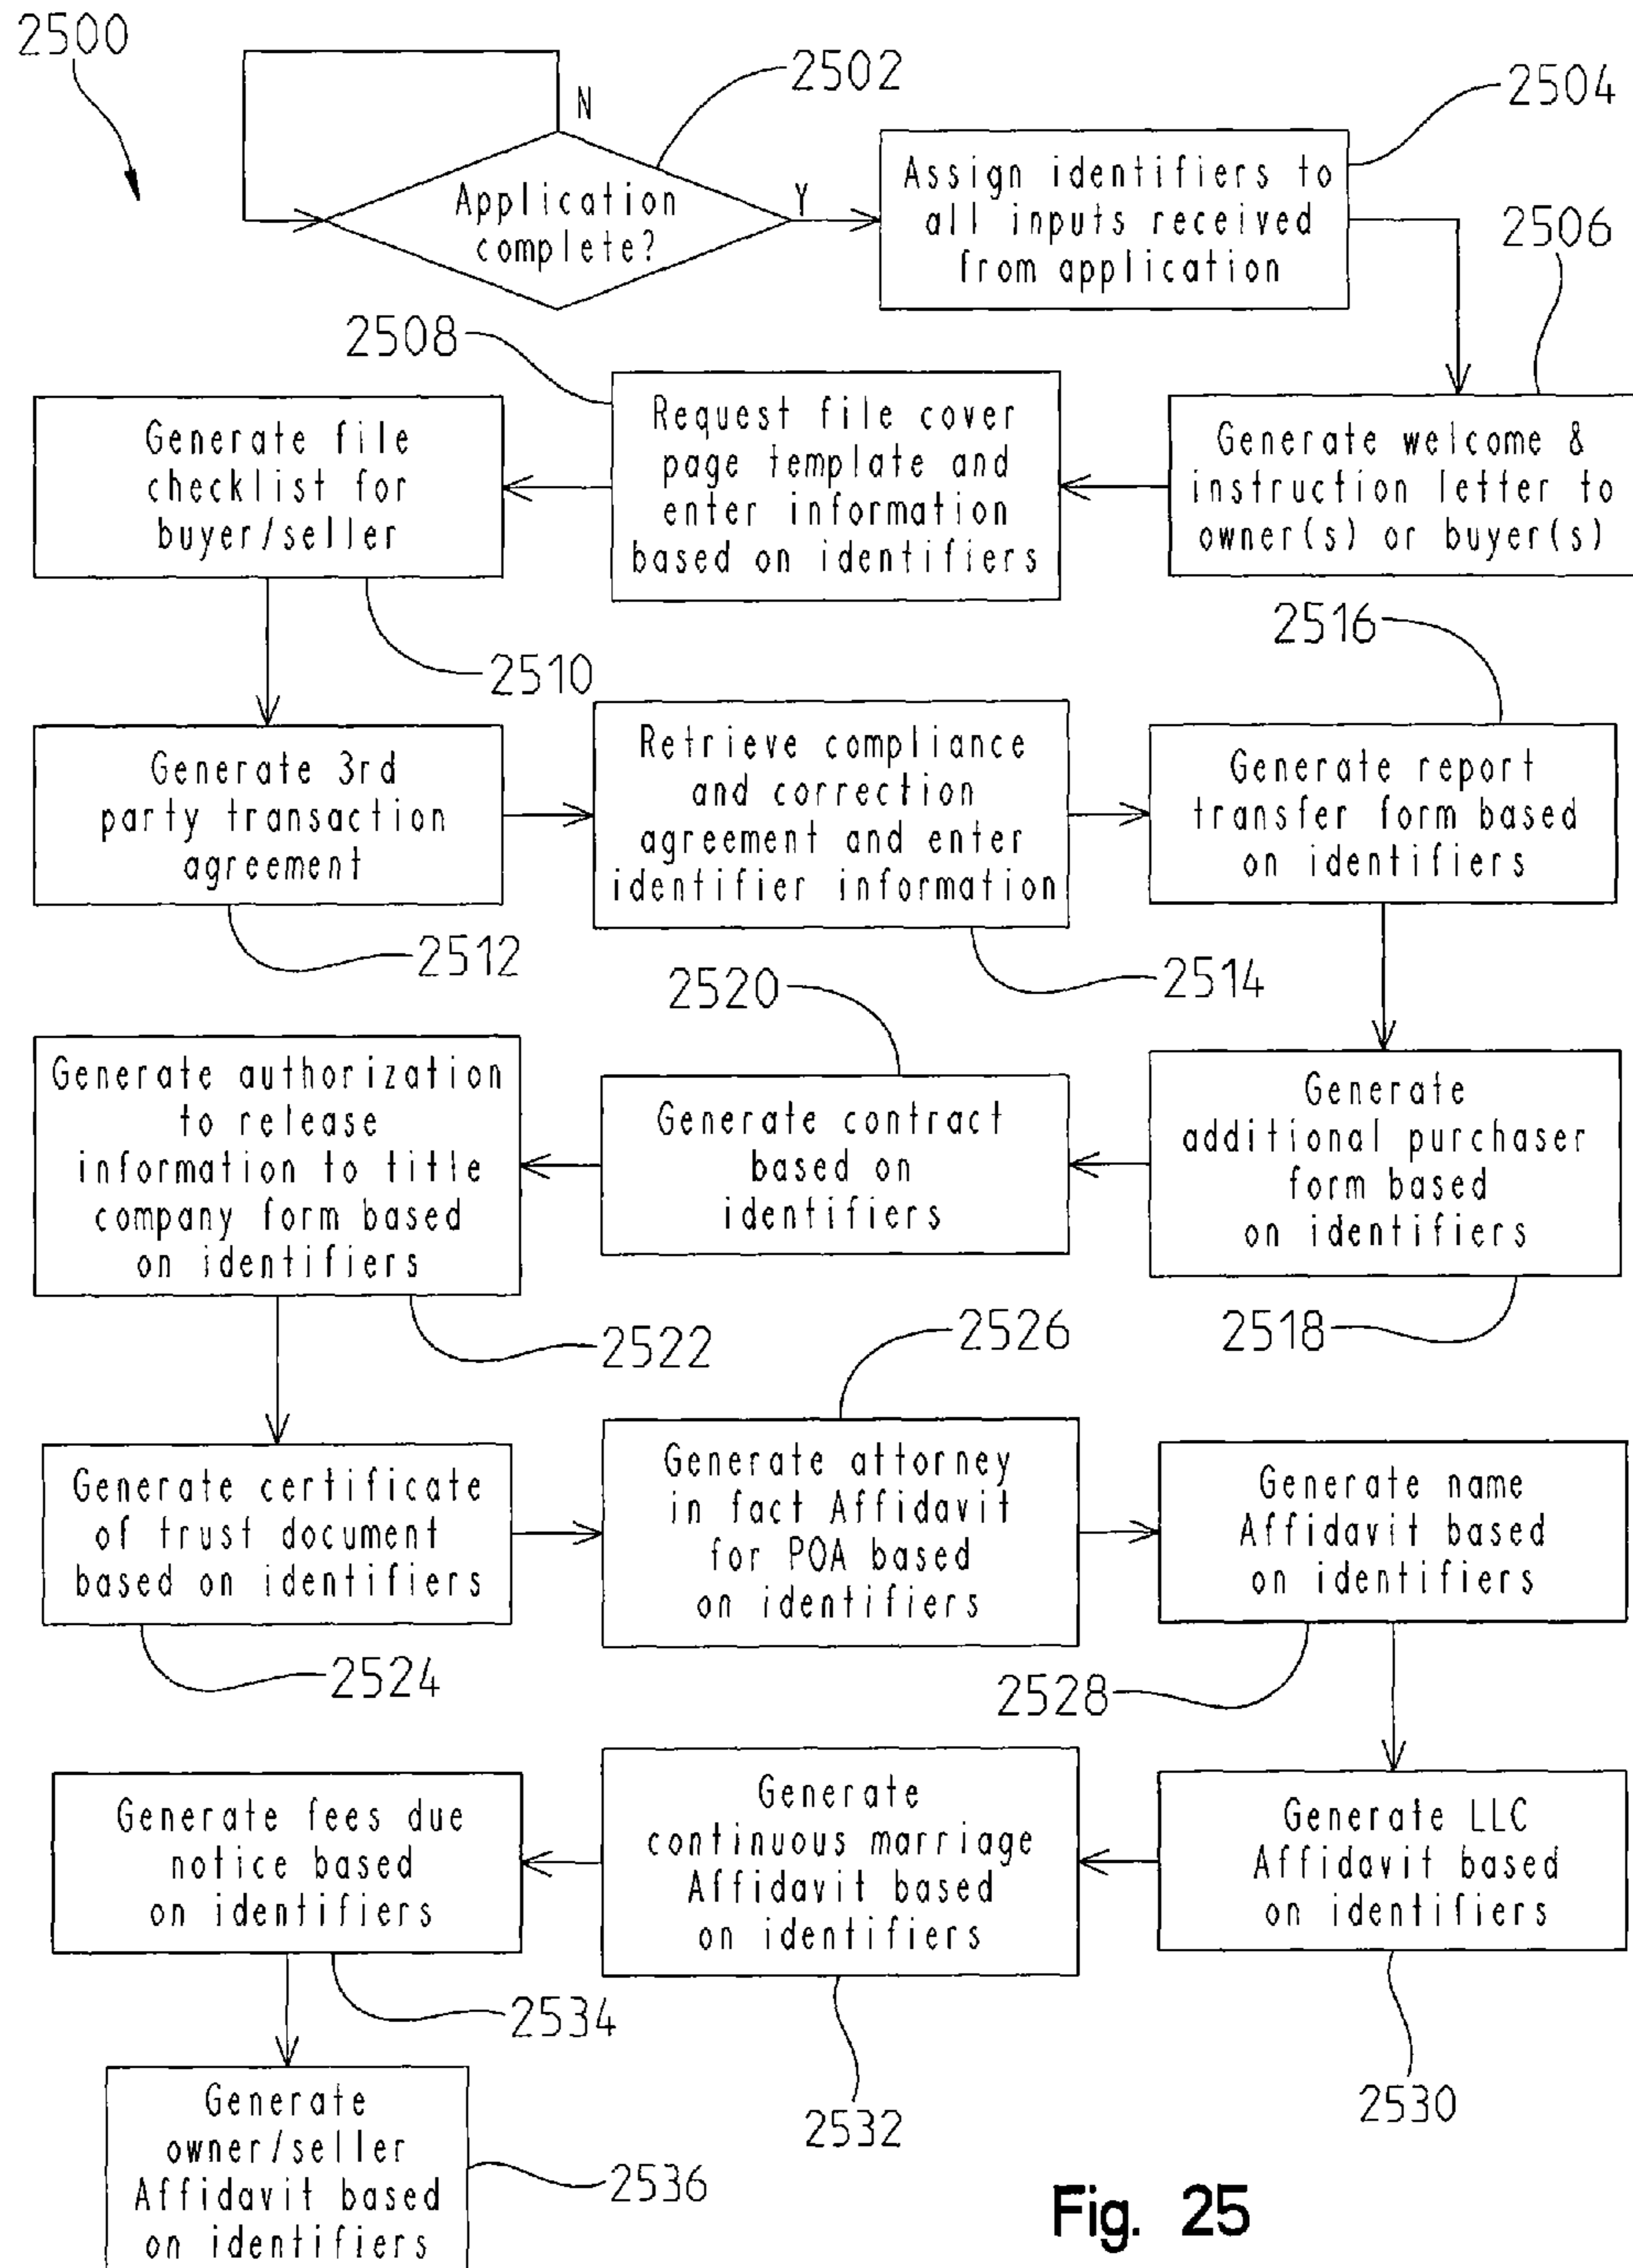 2500
2502
N
Application
complete?
Y
2504
Assign identifiers to
all inputs received
from application
2506
Generate welcome &
instruction letter to
owner(s) or buyer(s)
2508
Request file cover
page template and
enter information
based on identifiers
Generate file
checklist for
buyer/seller
2510
Generate 3rd
party transaction
agreement
2512
Retrieve compliance
and correction
agreement and enter
identifier information
2514
2516
Generate report
transfer form based
on identifiers
Generate
additional purchaser
form based
on identifiers
2518
2520
Generate contract
based on
identifiers
Generate authorization
to release
information to title
company form based
on identifiers
2522
Generate certificate
of trust document
based on identifiers
2524
2526
Generate attorney
in fact Affidavit
for POA based
on identifiers
Generate name
Affidavit based
on identifiers
2528
Generate LLC
Affidavit based
on identifiers
2530
Generate
continuous marriage
Affidavit based
on identifiers
2532
Generate fees due
notice based
on identifiers
2534
Generate
owner/seller
Affidavit based
on identifiers
2536
Fig. 25